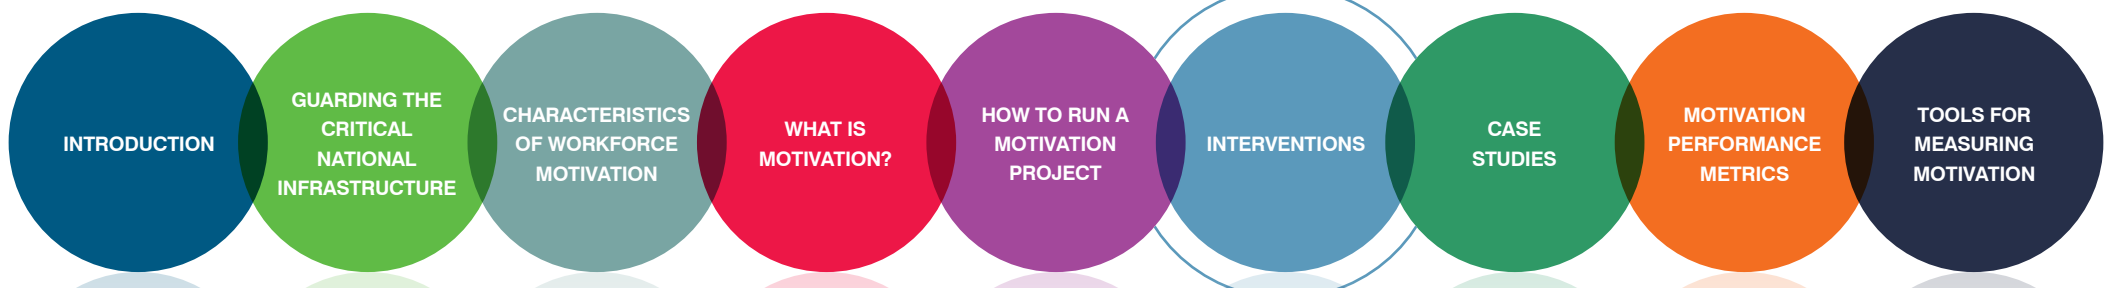 INTRODUCTION
GUARDING THE
CRITICAL
NATIONAL
INFRASTRUCTURE
CHARACTERISTICS
OF WORKFORCE
MOTIVATION
WHAT IS
MOTIVATION?
HOW TO RUN A
MOTIVATION
PROJECT
INTERVENTIONS
CASE
STUDIES
MOTIVATION
PERFORMANCE
METRICS
TOOLS FOR
MEASURING
MOTIVATION